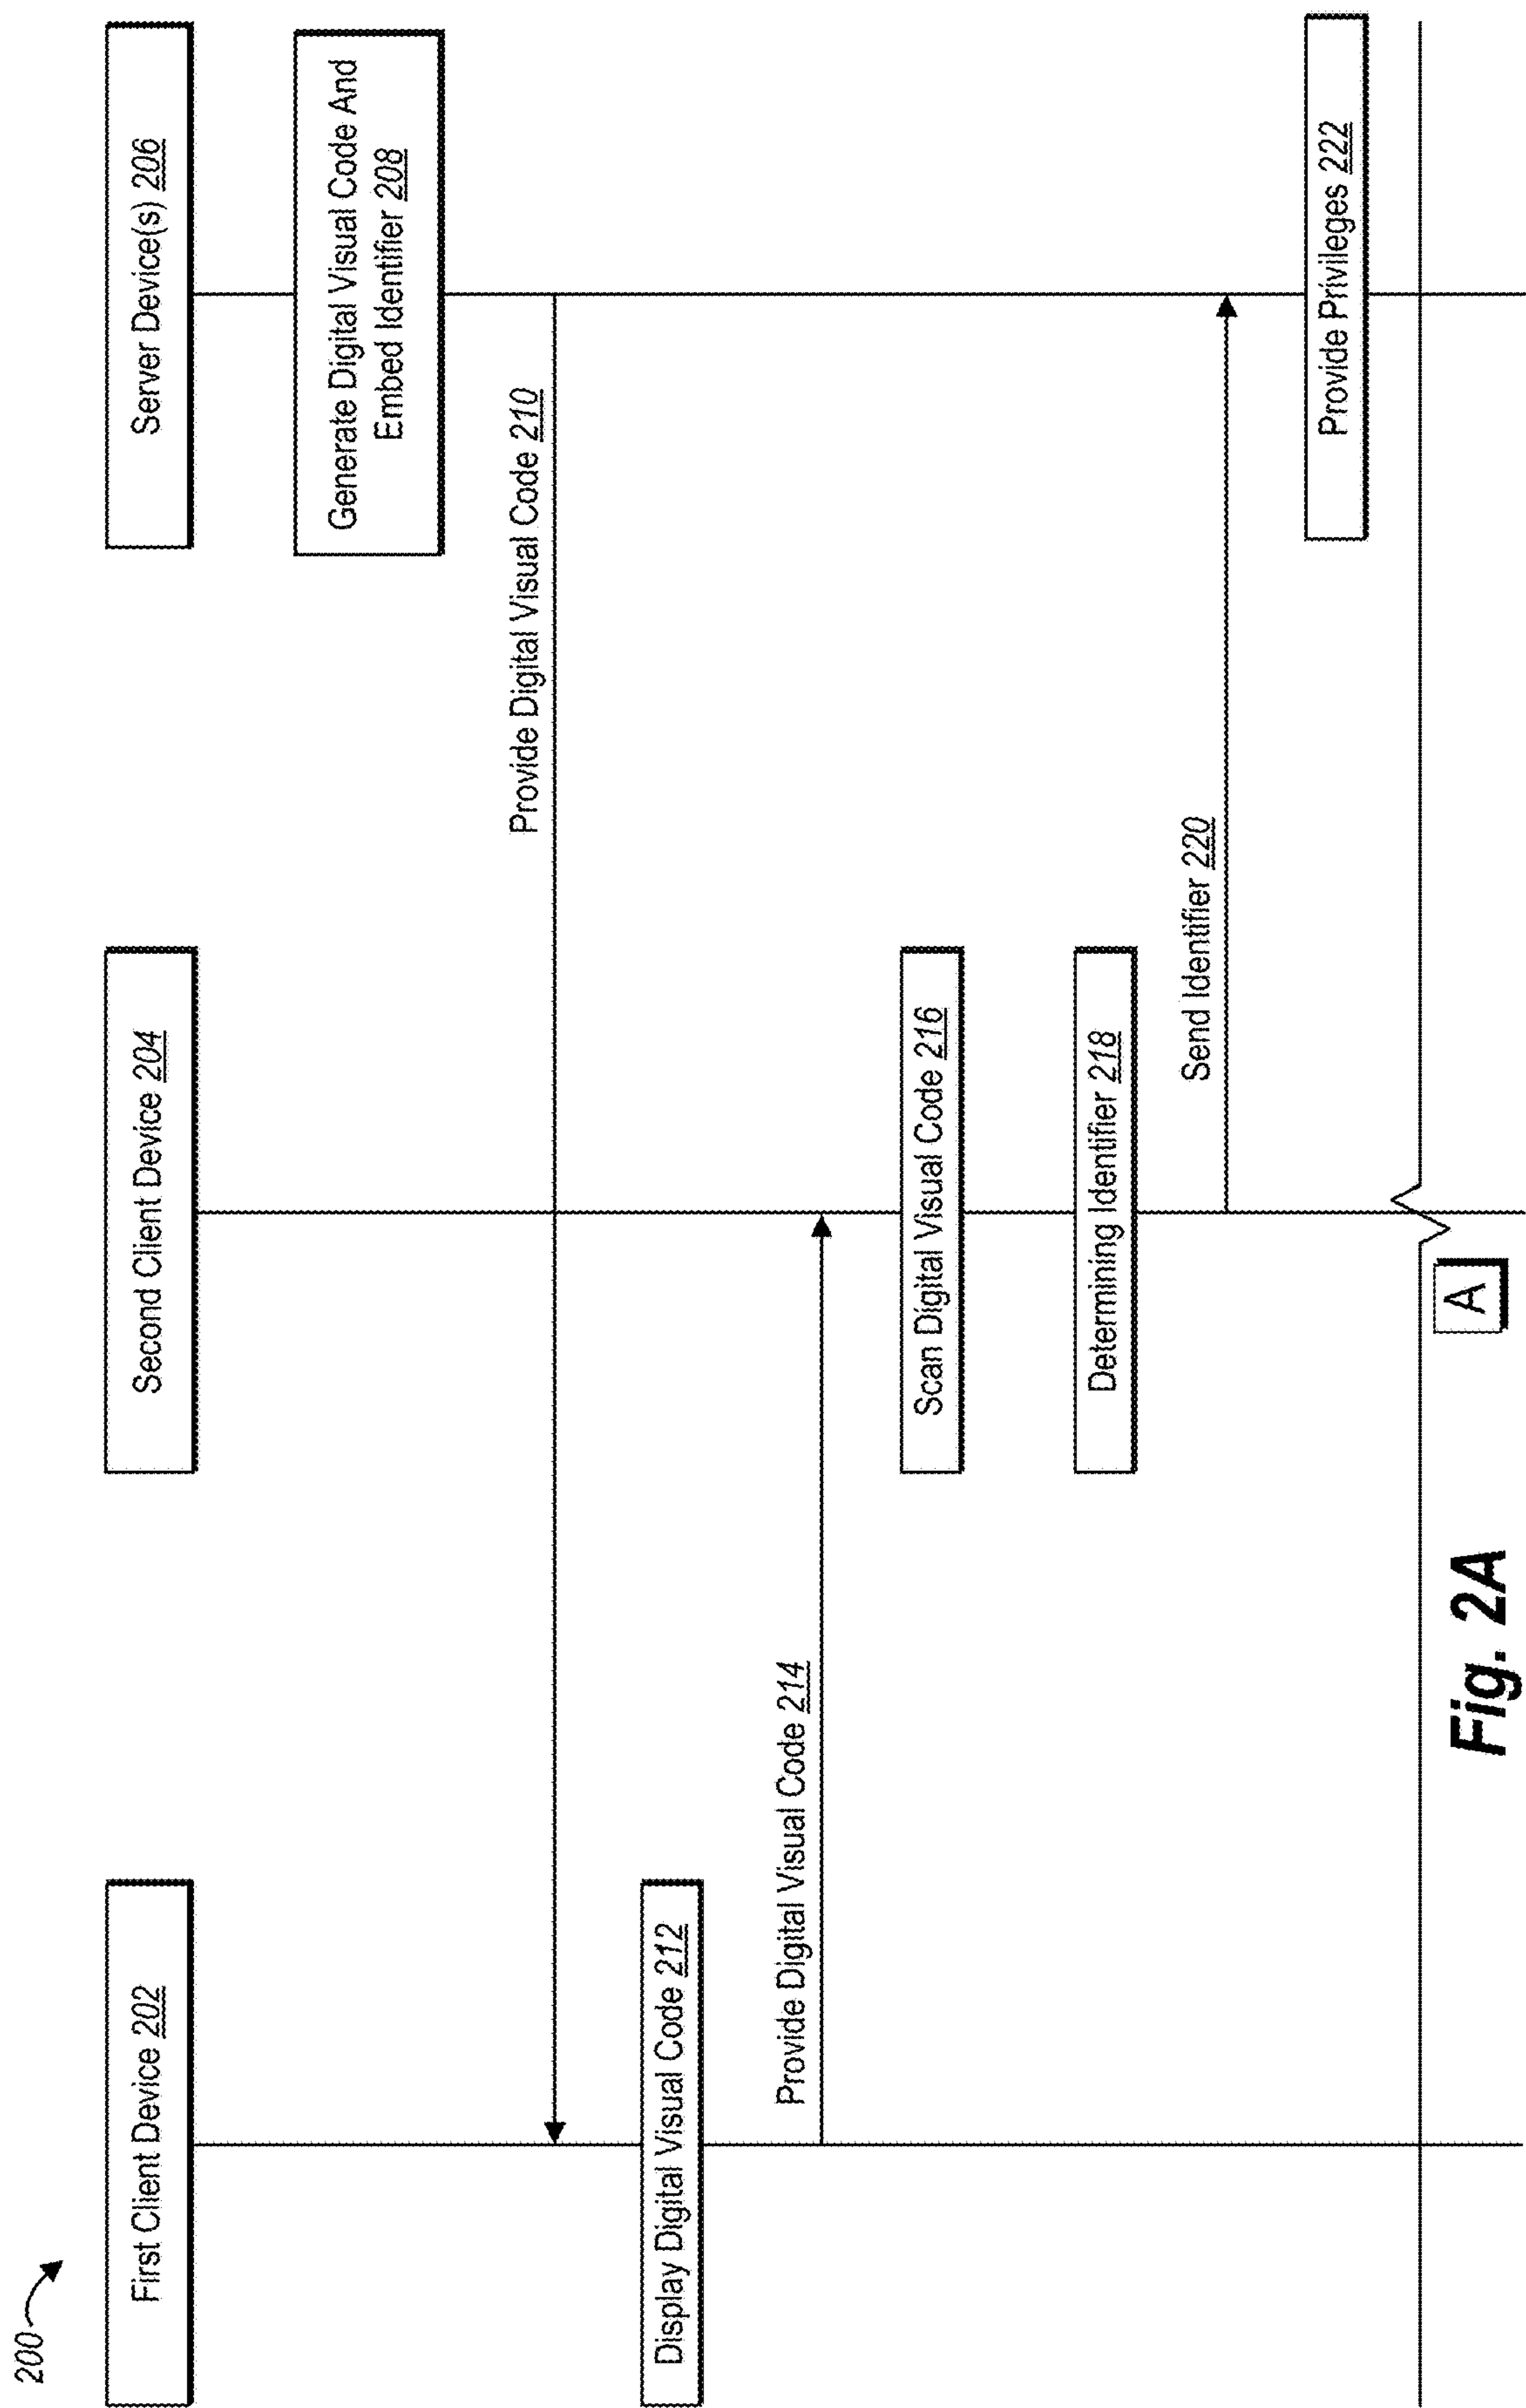 200
First Client Device 202
Second Client Device 204
Server Device(s) 206
Generate Digital Visual Code And
Embed Identifier 208
Provide Digital Visual Code 210
Display Digital Visual Code 212
Provide Digital Visual Code 214
Scan Digital Visual Code 216
Determining Identifier 218
Send Identifier 220
Provide Privileges 222
A
Fig. 2A